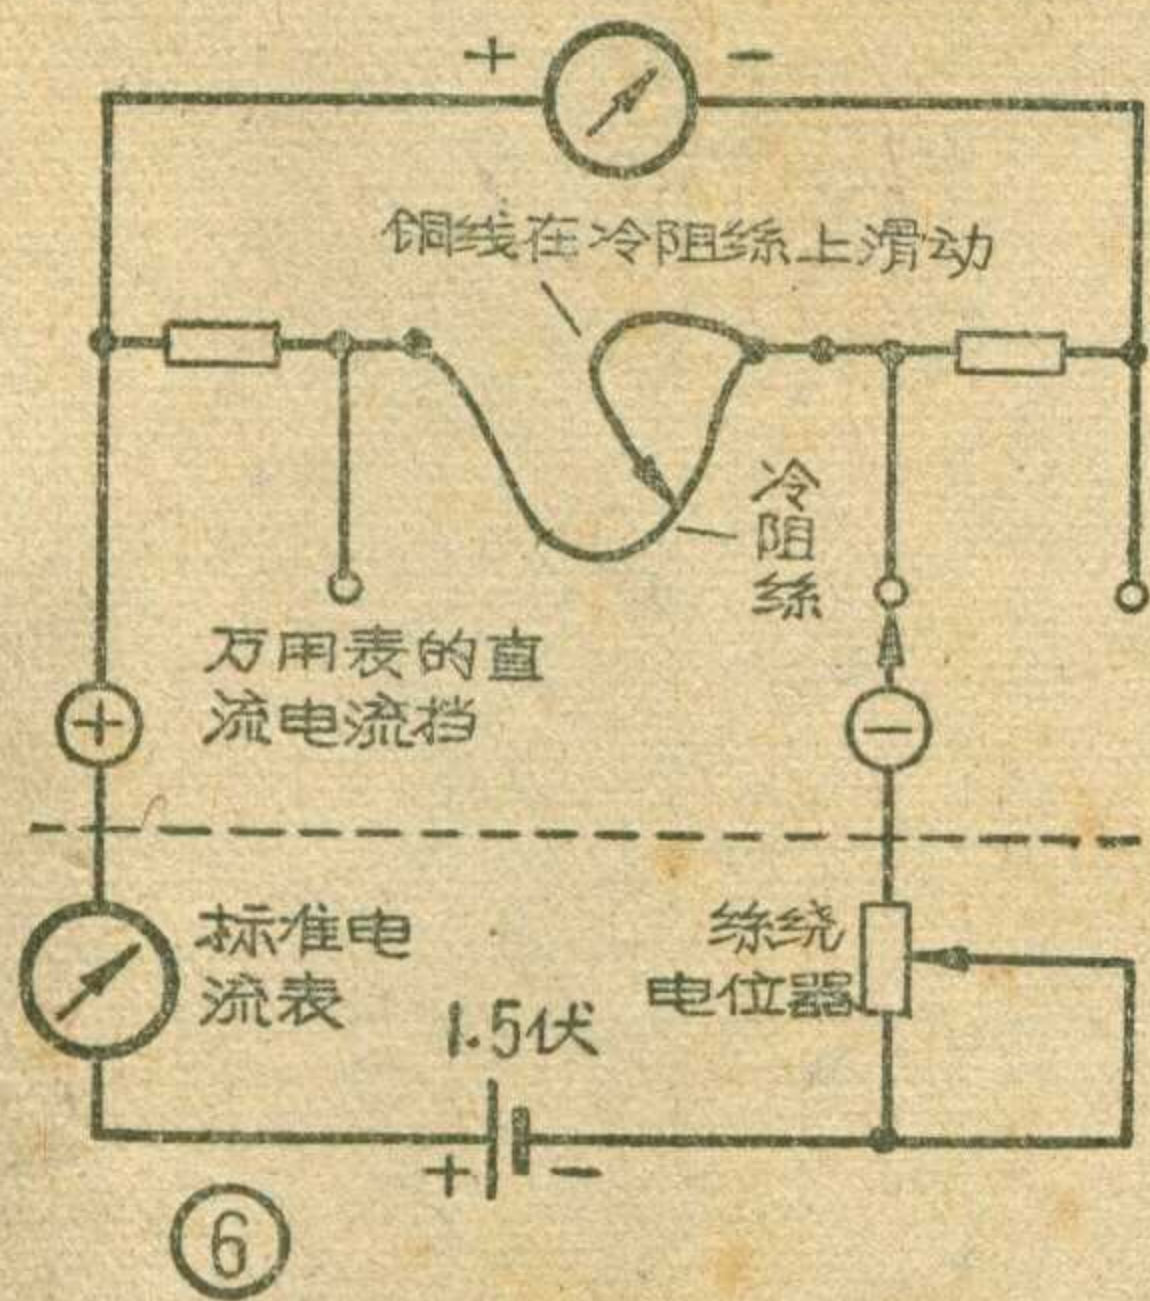 + −
铜线在冷阻丝上滑动
冷
阻
丝
万用表的直
流电流挡
+ −
标准电
流表
丝绕
电位器
1.5伏
+ −
6